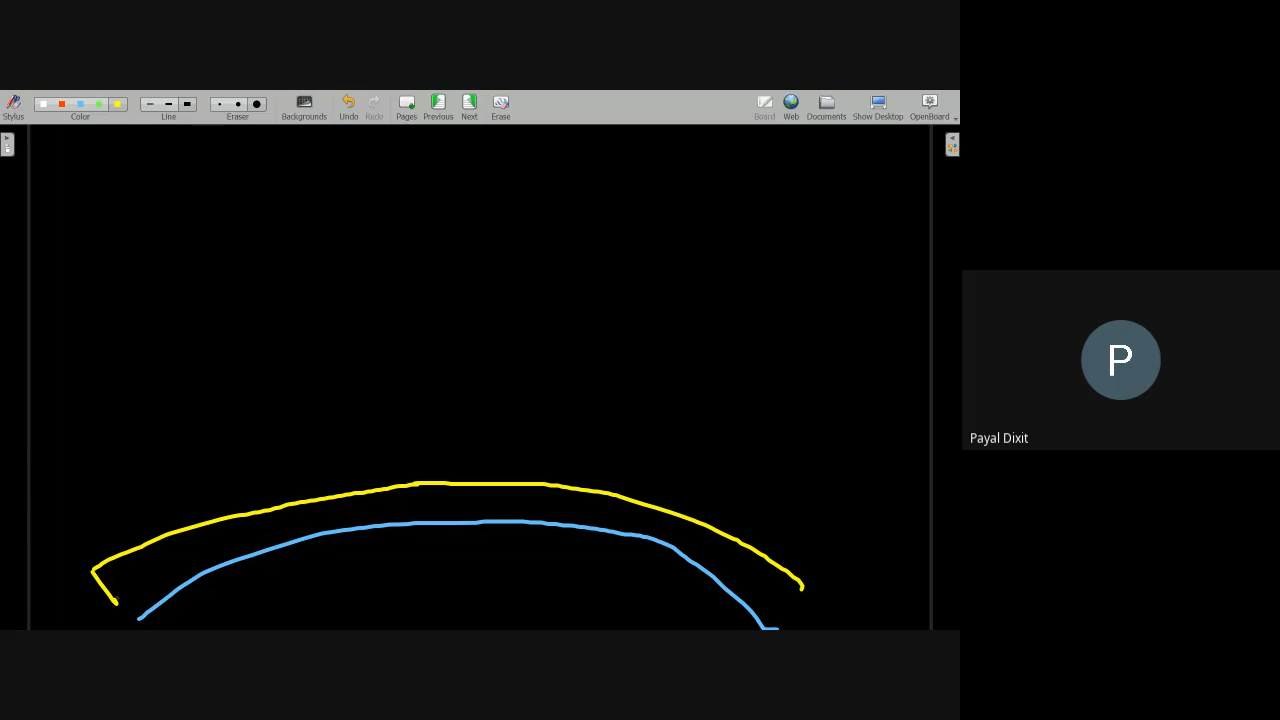 Stylus Color Line Eraser Backgrounds Undo Redo Pages Previous Next Erase Board Web Documents Show Desktop OpenBoard
P
Payal Dixit